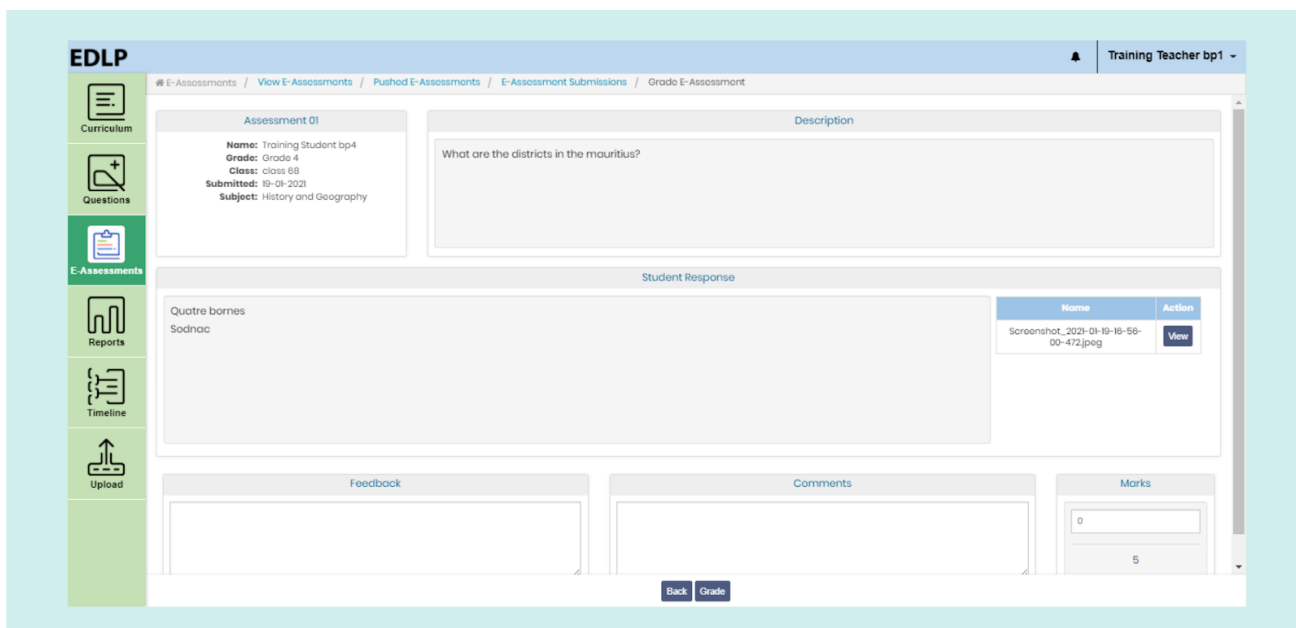 EDLP
Training Teacher bp1
E-Assessments / View E-Assessments / Pushed E-Assessments / E-Assessment Submissions / Grade E-Assessment
Curriculum
Questions
E-Assessments
Reports
Timeline
Upload
Assessment 01
Name: Training Student bp4
Grade: Grade 4
Class: class 68
Submitted: 19-01-2021
Subject: History and Geography
Description
What are the districts in the mauritius?
Student Response
Quatre bornes
Sodnac
Name Action
Screenshot_2021-01-19-16-56-
00-472.jpeg
View
Feedback
Comments
Marks
0
5
Back Grade